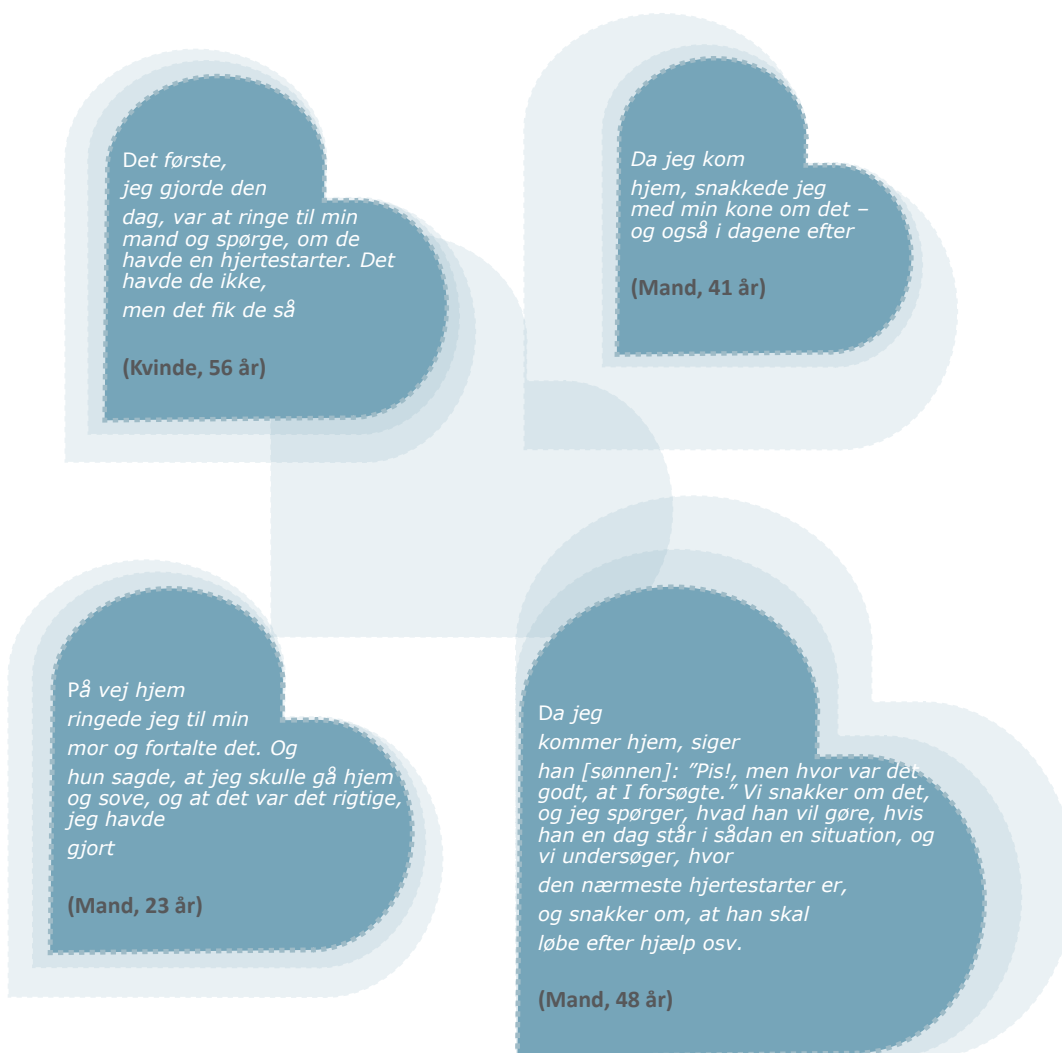 Det første,
jeg gjorde den
dag, var at ringe til min
mand og spørge, om de
havde en hjertestarter. Det
havde de ikke,
men det fik de så
(Kvinde, 56 år)
Da jeg kom
hjem, snakkede jeg
med min kone om det –
og også i dagene efter
(Mand, 41 år)
På vej hjem
ringede jeg til min
mor og fortalte det. Og
hun sagde, at jeg skulle gå hjem
og sove, og at det var det rigtige,
jeg havde
gjort
(Mand, 23 år)
Da jeg
kommer hjem, siger
han [sønnen]: ”Pis!, men hvor var det
godt, at I forsøgte.” Vi snakker om det,
og jeg spørger, hvad han vil gøre, hvis
han en dag står i sådan en situation, og
vi undersøger, hvor
den nærmeste hjertestarter er,
og snakker om, at han skal
løbe efter hjælp osv.
(Mand, 48 år)